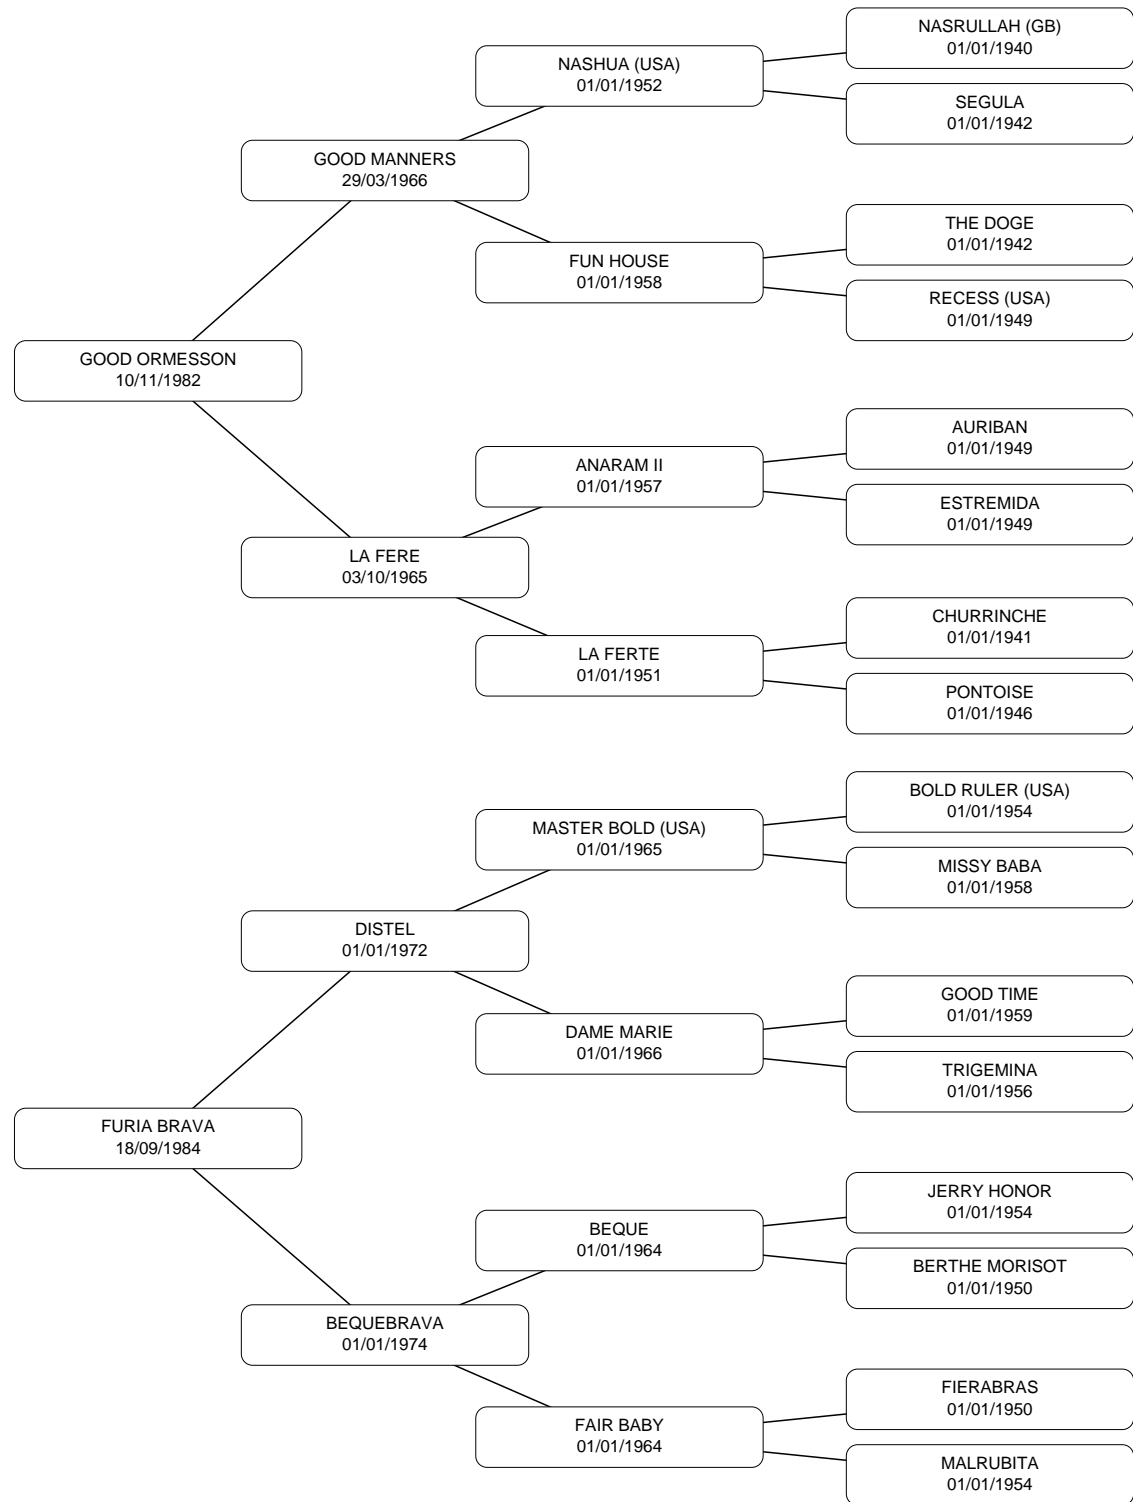 NASRULLAH (GB)
01/01/1940
NASHUA (USA)
01/01/1952
SEGULA
01/01/1942
GOOD MANNERS
29/03/1966
THE DOGE
01/01/1942
FUN HOUSE
01/01/1958
RECESS (USA)
01/01/1949
GOOD ORMESSON
10/11/1982
AURIBAN
01/01/1949
ANARAM II
01/01/1957
ESTREMIDA
01/01/1949
LA FERE
03/10/1965
CHURRINCHE
01/01/1941
LA FERTE
01/01/1951
PONTOISE
01/01/1946
BOLD RULER (USA)
01/01/1954
MASTER BOLD (USA)
01/01/1965
MISSY BABA
01/01/1958
DISTEL
01/01/1972
GOOD TIME
01/01/1959
DAME MARIE
01/01/1966
TRIGEMINA
01/01/1956
FURIA BRAVA
18/09/1984
JERRY HONOR
01/01/1954
BEQUE
01/01/1964
BERTHE MORISOT
01/01/1950
BEQUEBRAVA
01/01/1974
FIERABRAS
01/01/1950
FAIR BABY
01/01/1964
MALRUBITA
01/01/1954